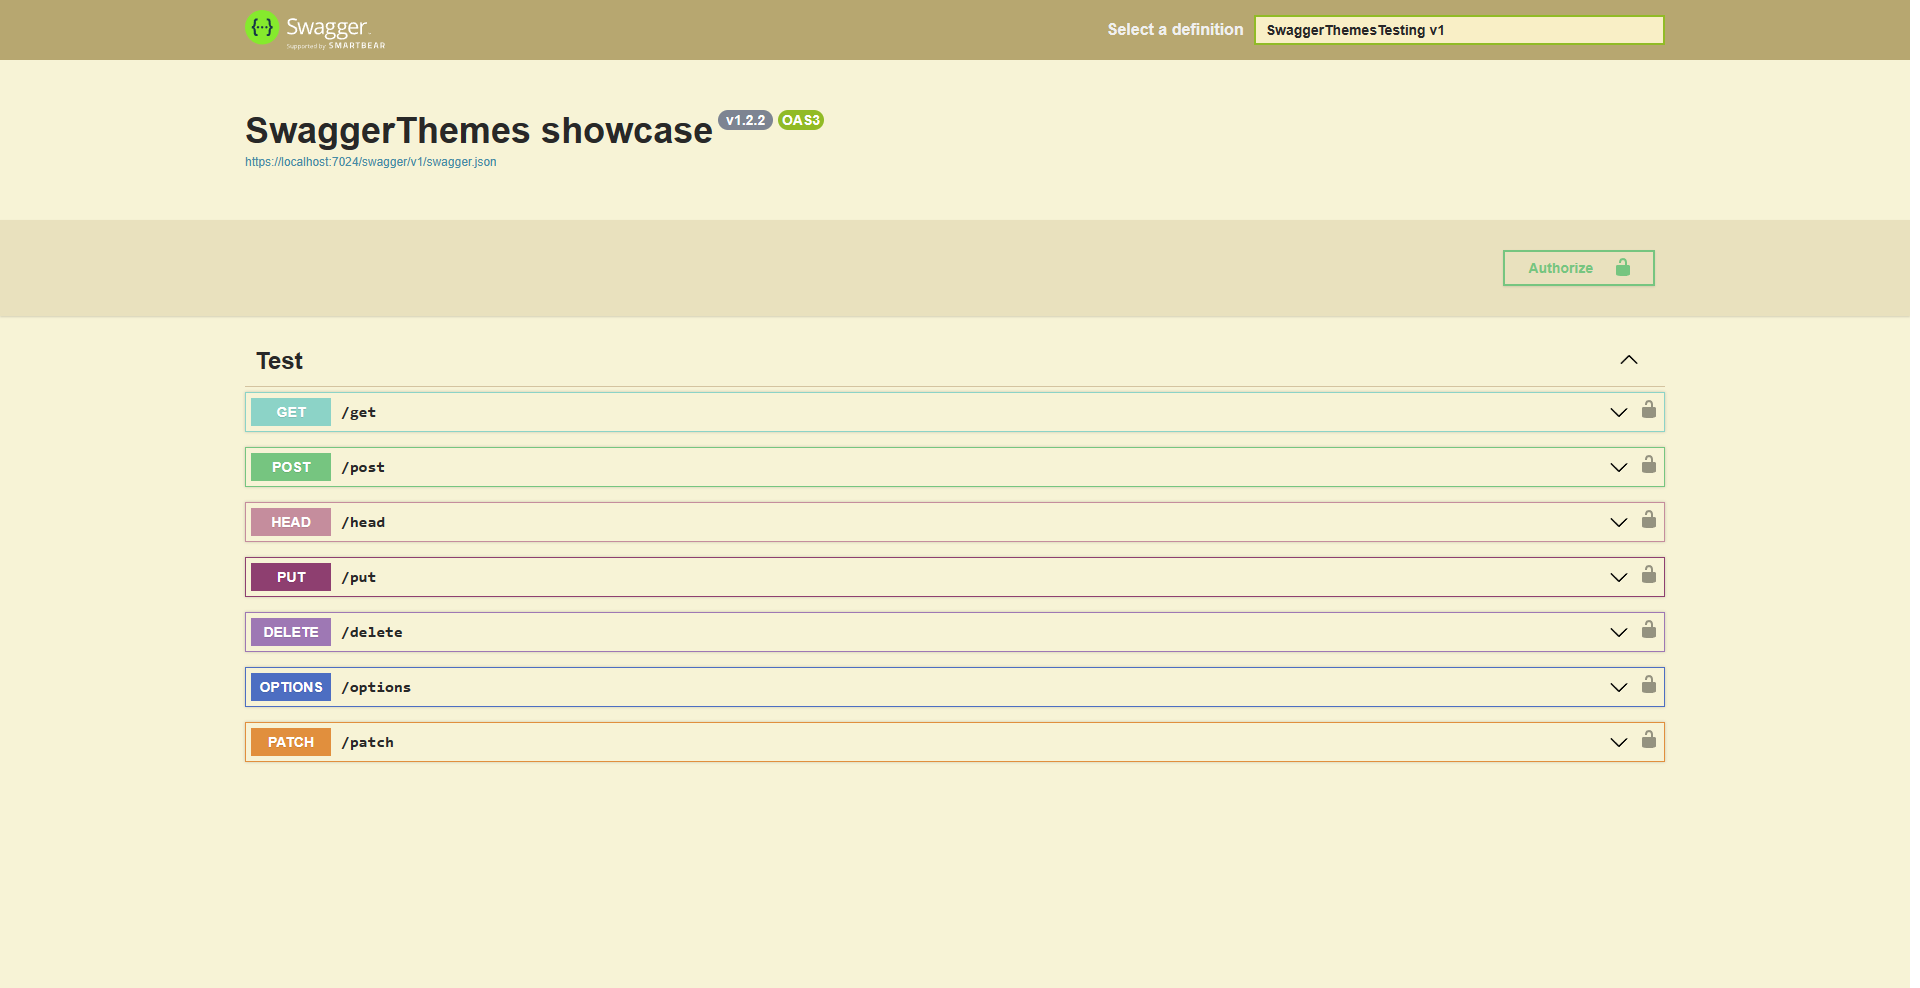 Swagger.
Supported by SMARTBEAR
Select a definition
SwaggerThemesTesting v1
SwaggerThemes showcase v1.2.2 OAS3
https://localhost:7024/swagger/v1/swagger.json
Authorize
Test
GET /get
POST /post
HEAD /head
PUT /put
DELETE /delete
OPTIONS /options
PATCH /patch